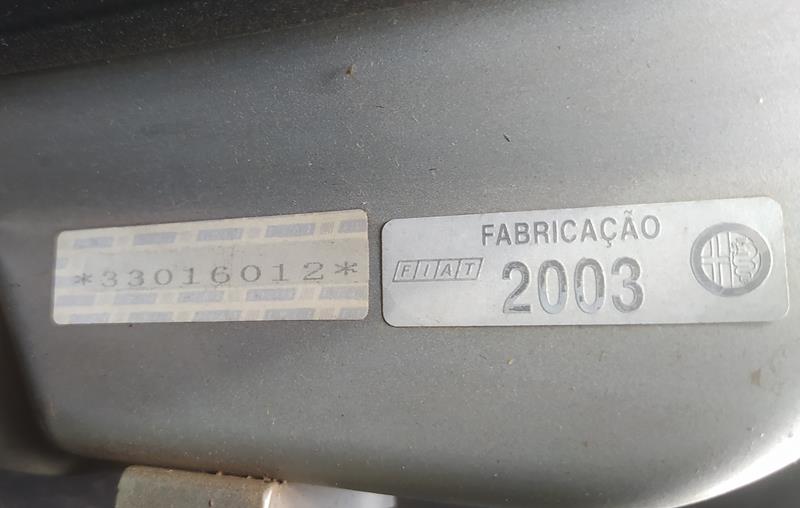 *33016012*
FABRICAÇÃO
FIAT
2003